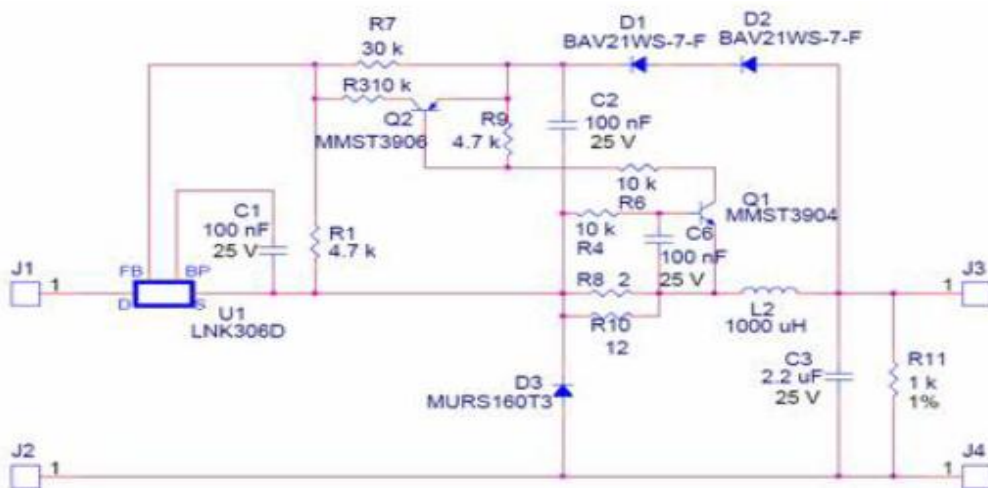 R7
30 k
R310 k
Q2
MMST3906
R9
4.7 k
D1
BAV21WS-7-F
D2
BAV21WS-7-F
C2
100 nF
25 V
10 k
R6
Q1
MMST3904
C1
100 nF
25 V
R1
4.7 k
10 k
R4
C6
100 nF
25 V
J1
1
FB
BP
D
S
U1
LNK306D
R8 2
R10
12
L2
1000 uH
J3
1
D3
MURS160T3
C3
2.2 uF
25 V
R11
1 k
1%
J2
1
J4
1